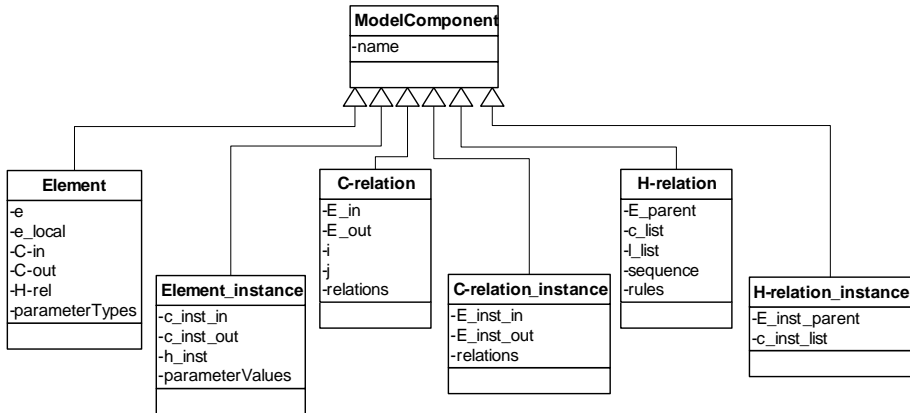 ModelComponent
-name
Element
-e
-e_local
-C-in
-C-out
-H-rel
-parameterTypes
Element_instance
-c_inst_in
-c_inst_out
-h_inst
-parameterValues
C-relation
-E_in
-E_out
-i
-j
-relations
C-relation_instance
-E_inst_in
-E_inst_out
-relations
H-relation
-E_parent
-c_list
-l_list
-sequence
-rules
H-relation_instance
-E_inst_parent
-c_inst_list